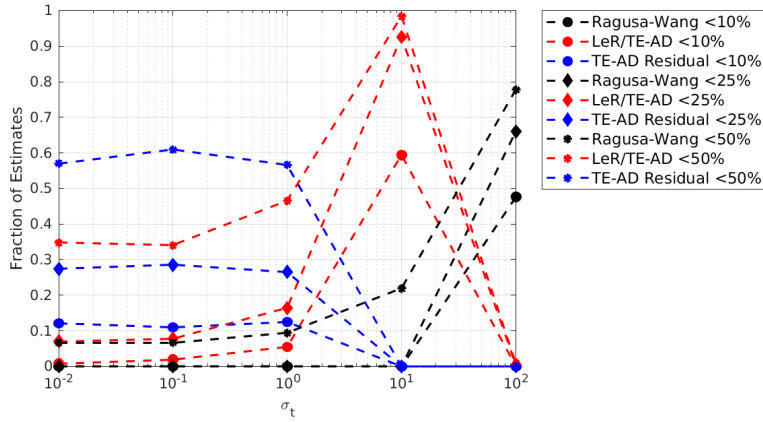 1
0.9
0.8
0.7
0.6
0.5
0.4
0.3
0.2
0.1
0
Fraction of Estimates
10^-2
10^-1
10^0
10^1
10^2
σ_t
Ragusa-Wang <10%
LeR/TE-AD <10%
TE-AD Residual <10%
Ragusa-Wang <25%
LeR/TE-AD <25%
TE-AD Residual <25%
Ragusa-Wang <50%
LeR/TE-AD <50%
TE-AD Residual <50%